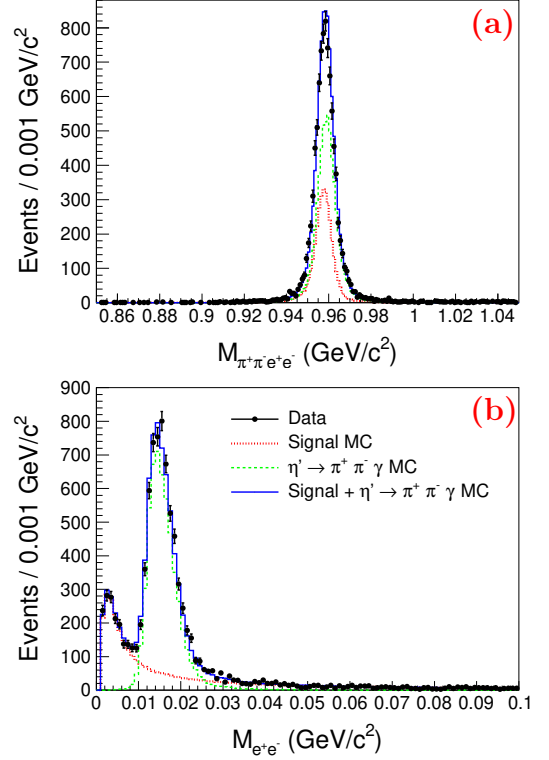 (a)
Events / 0.001 GeV/c²
800
700
600
500
400
300
200
100
0
0.86 0.88 0.9 0.92 0.94 0.96 0.98 1 1.02 1.04
M_π⁺π⁻e⁺e⁻ (GeV/c²)
(b)
Events / 0.001 GeV/c²
900
800
700
600
500
400
300
200
100
0
Data
Signal MC
η' → π⁺ π⁻ γ MC
Signal + η' → π⁺ π⁻ γ MC
0 0.01 0.02 0.03 0.04 0.05 0.06 0.07 0.08 0.09 0.1
M_e⁺e⁻ (GeV/c²)